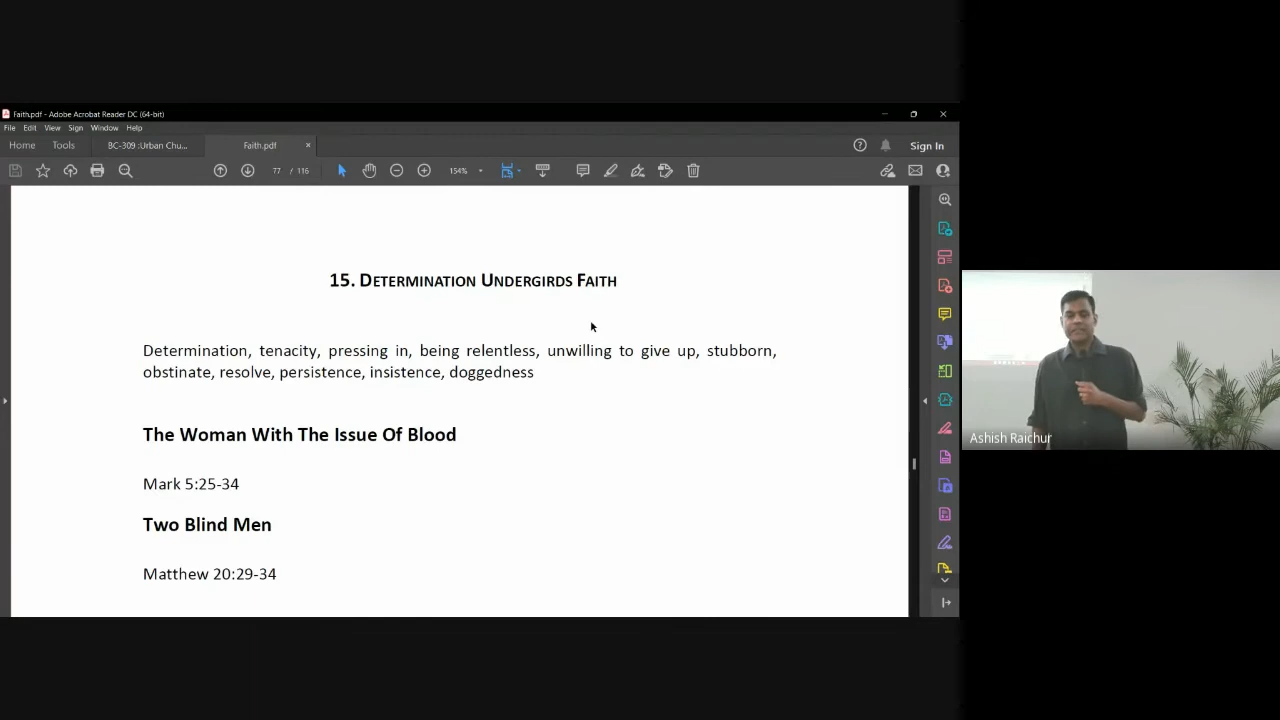 Faith.pdf - Adobe Acrobat Reader DC (64-bit)
File Edit View Sign Window Help
Home Tools BC-309 :Urban Chu... Faith.pdf × Sign In
77 / 116 154%
15. DETERMINATION UNDERGIRDS FAITH
Determination, tenacity, pressing in, being relentless, unwilling to give up, stubborn,
obstinate, resolve, persistence, insistence, doggedness
The Woman With The Issue Of Blood
Mark 5:25-34
Two Blind Men
Matthew 20:29-34
Ashish Raichur